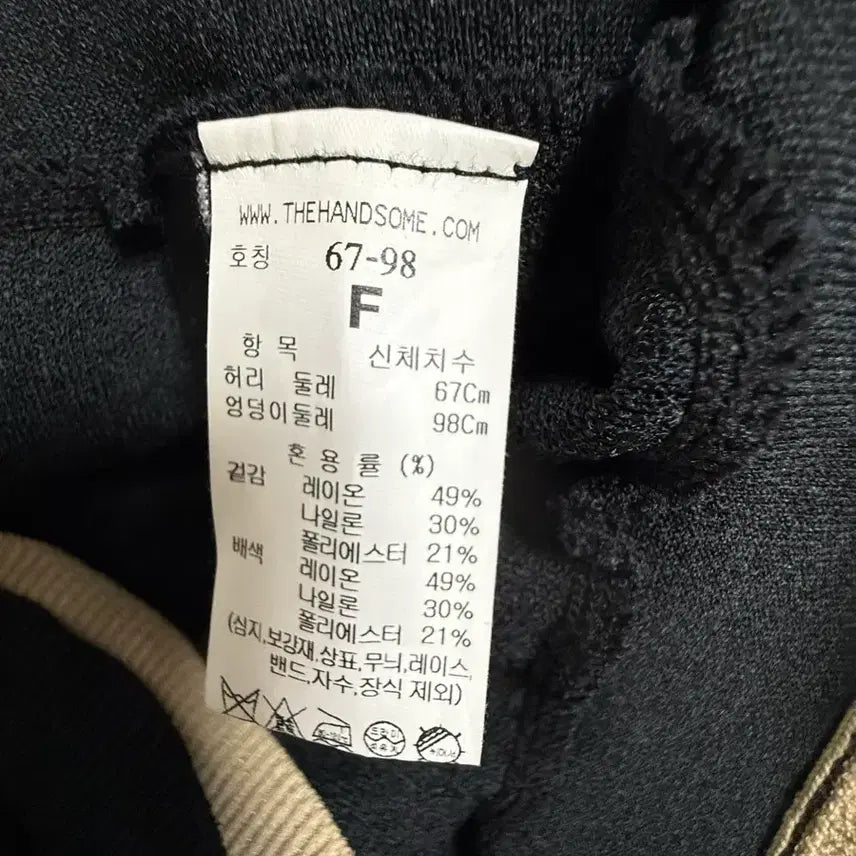 WWW.THEHANDSOME.COM
호칭 67-98
F
항 목 신체치수
허리 둘레 67Cm
엉덩이둘레 98Cm
혼 용 률 (%)
겉감 레이온 49%
나일론 30%
폴리에스터 21%
배색 레이온 49%
나일론 30%
폴리에스터 21%
(심지,보강재,상표,무늬,레이스,
밴드,자수,장식 제외)
드라이